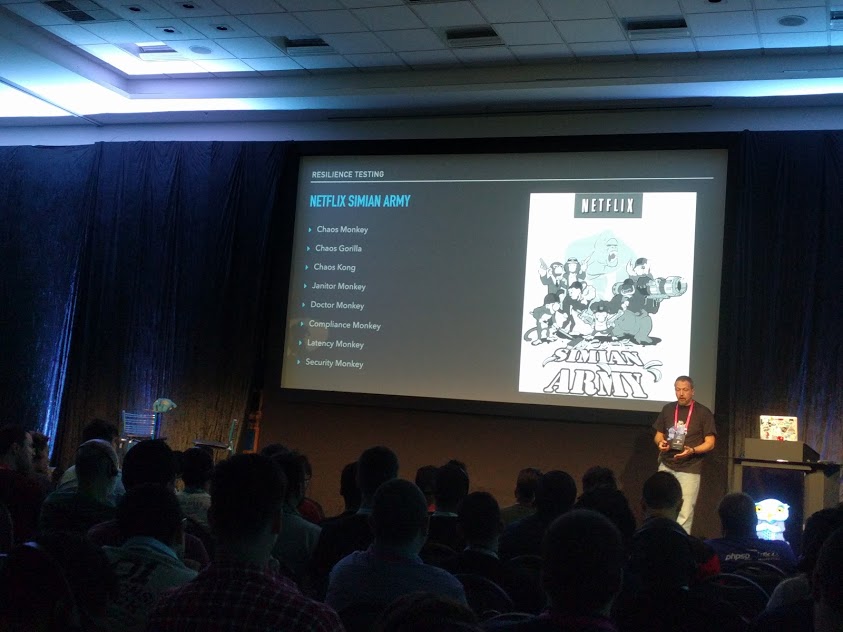 RESILIENCE TESTING
NETFLIX SIMIAN ARMY
Chaos Monkey
Chaos Gorilla
Chaos Kong
Janitor Monkey
Doctor Monkey
Compliance Monkey
Latency Monkey
Security Monkey
NETFLIX
SIMIAN
ARMY